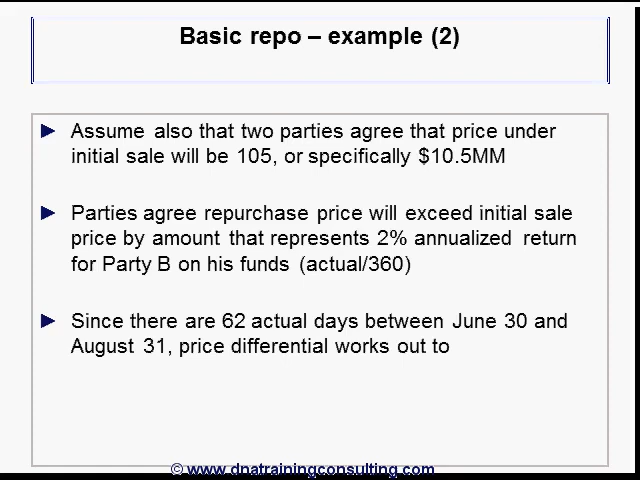 Basic repo – example (2)
► Assume also that two parties agree that price under
initial sale will be 105, or specifically $10.5MM
► Parties agree repurchase price will exceed initial sale
price by amount that represents 2% annualized return
for Party B on his funds (actual/360)
► Since there are 62 actual days between June 30 and
August 31, price differential works out to
© www.dnatrainingconsulting.com